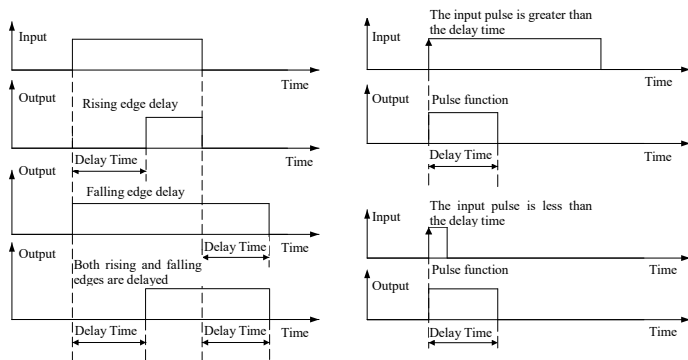 Input
Time
Output
Rising edge delay
Delay Time
Time
Output
Falling edge delay
Delay Time
Time
Output
Both rising and falling
edges are delayed
Delay Time
Delay Time
Time
The input pulse is greater than
the delay time
Input
Time
Output
Pulse function
Delay Time
Time
The input pulse is less than
the delay time
Input
Time
Pulse function
Output
Delay Time
Time